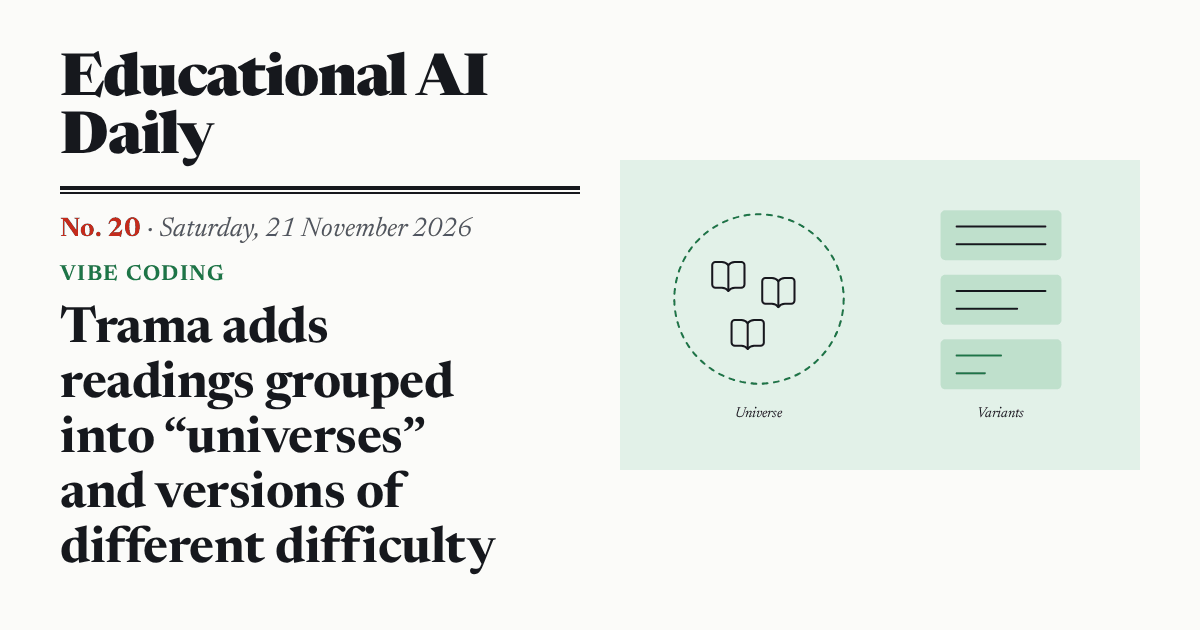 Educational AI
Daily
No. 20 · Saturday, 21 November 2026
VIBE CODING
Trama adds
readings grouped
into “universes”
and versions of
different difficulty
Universe
Variants